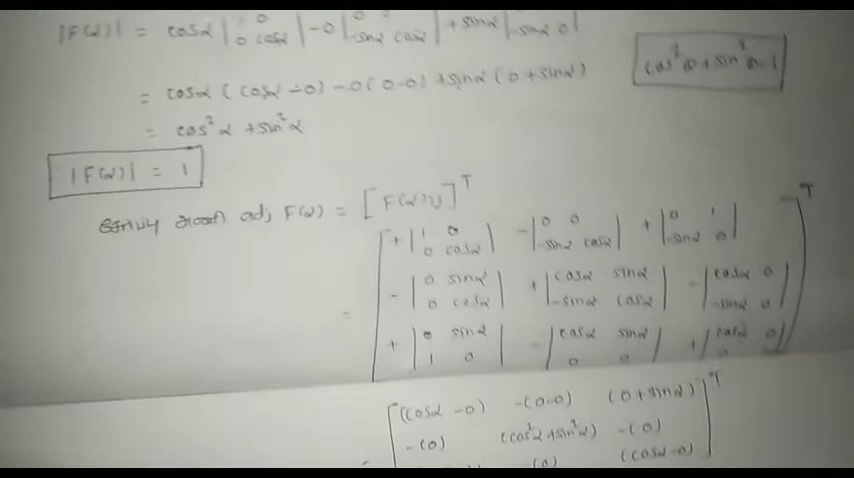 |F(α)| = cosα | 0 0 cosα | -0 | 0 -sinα cosα | + sinα | -sinα 0 |
= cosα (cosα -0) -0(0-0) +sinα (0+sinα)
cos²θ+sin²θ=1
= cos²α + sin²α
|F(α)| = 1
சேர்ப்பு அணி adj F(α) = [F(α)ij]ᵀ
= [ +| 1 0 0 cosα | -| 0 0 -sinα cosα | +| 0 1 -sinα 0 | ]ᵀ
-| 0 sinα 0 cosα | +| cosα sinα -sinα cosα | -| cosα 0 -sinα 0 |
+| 0 sinα 1 0 | -| cosα sinα 0 0 | +| cosα 0 0 |
= [ (cosα -0) -(0-0) (0+sinα) ]ᵀ
-(0) (cos²α+sin²α) -(0)
-(0) (cosα-0)